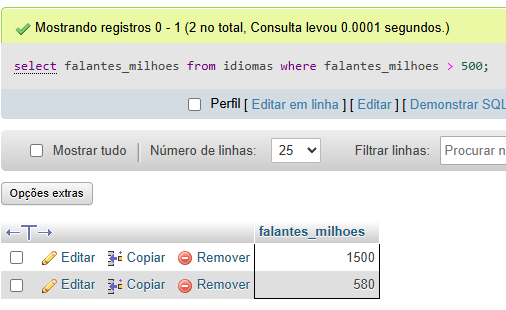 Mostrando registros 0 - 1 (2 no total, Consulta levou 0.0001 segundos.)
select falantes_milhoes from idiomas where falantes_milhoes > 500;
Perfil [ Editar em linha ] [ Editar ] [ Demonstrar SQL
Mostrar tudo Número de linhas: 25 Filtrar linhas: Procurar n
Opções extras
←T→ falantes_milhoes
Editar Copiar Remover 1500
Editar Copiar Remover 580